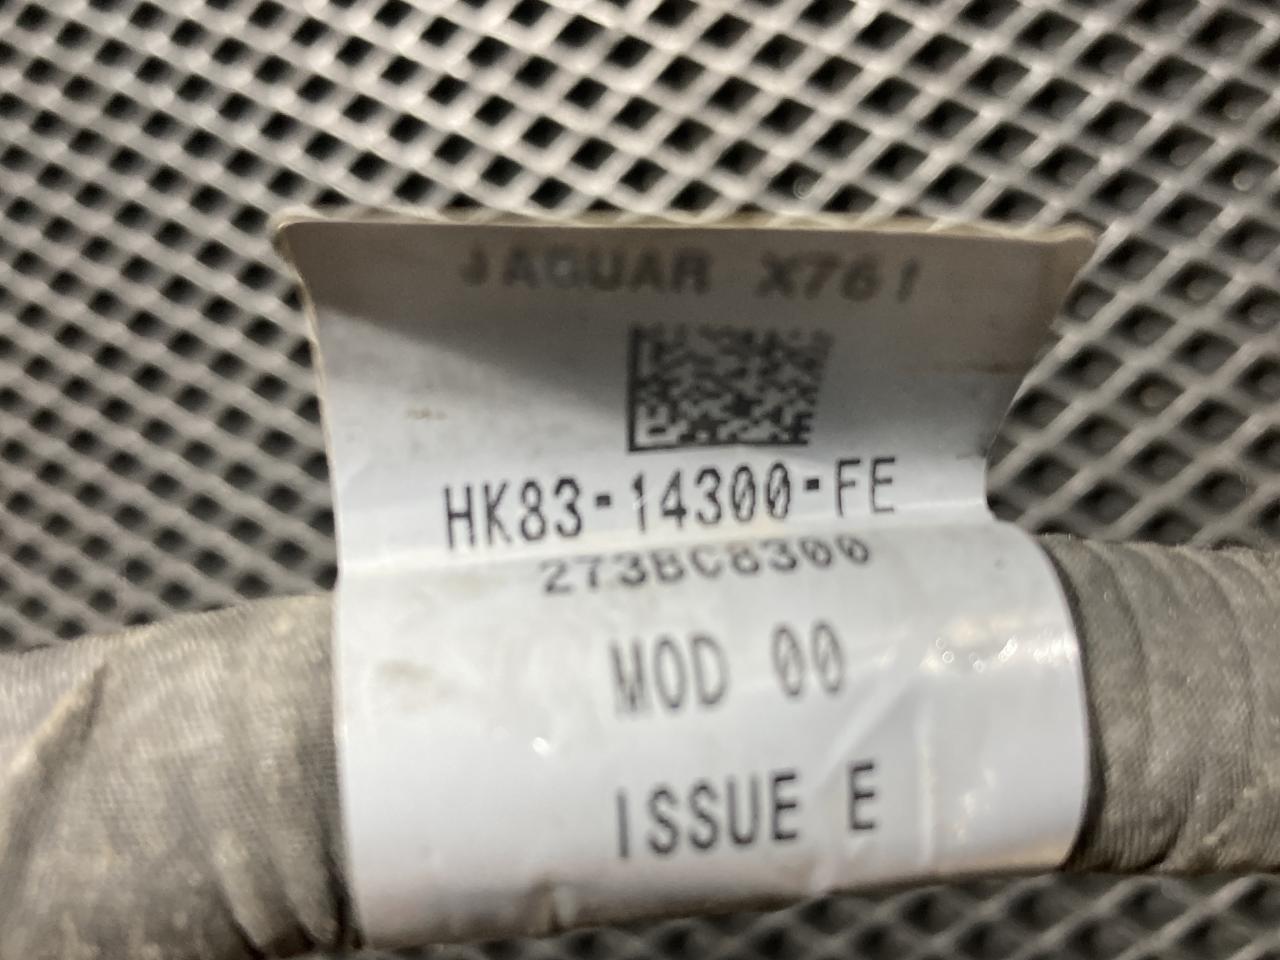 JAGUAR X761
HK83-14300-FE
273BC8300
MOD 00
ISSUE E